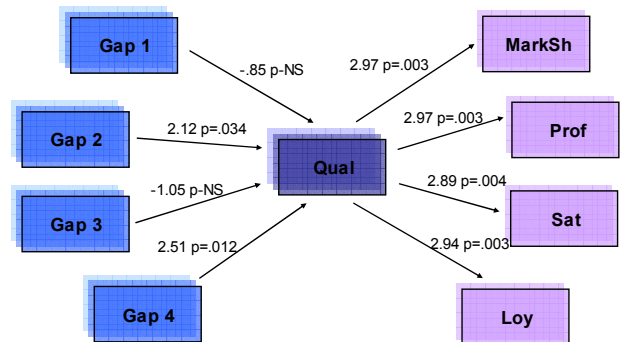 Gap 1
MarkSh
-.85 p-NS
2.97 p=.003
Gap 2
2.12 p=.034
Qual
2.97 p=.003
Prof
Gap 3
-1.05 p-NS
2.89 p=.004
Sat
2.51 p=.012
2.94 p=.003
Gap 4
Loy